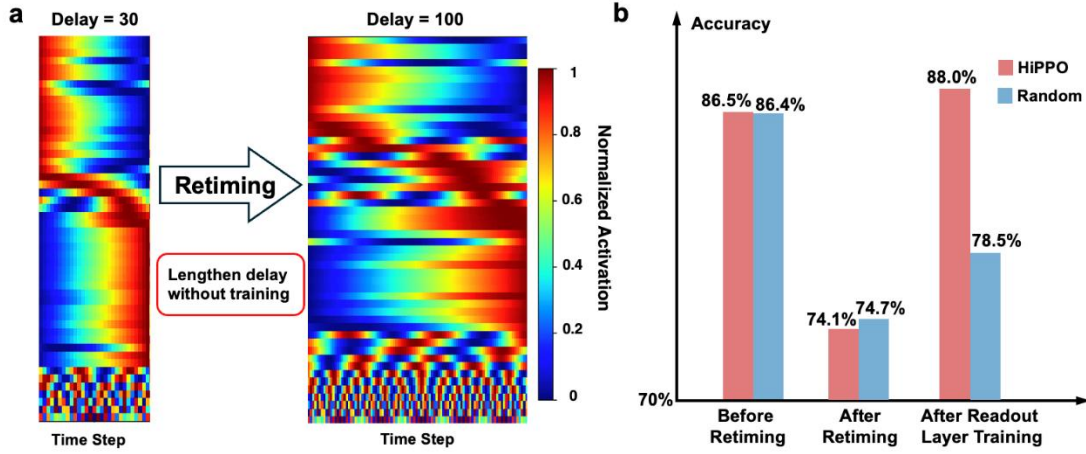 a
Delay = 30
Delay = 100
Retiming
Lengthen delay
without training
1
0.8
0.6
0.4
0.2
0
Normalized Activation
Time Step
Time Step
b
Accuracy
HiPPO
Random
86.5%
86.4%
74.1%
74.7%
88.0%
78.5%
70%
Before
Retiming
After
Retiming
After Readout
Layer Training